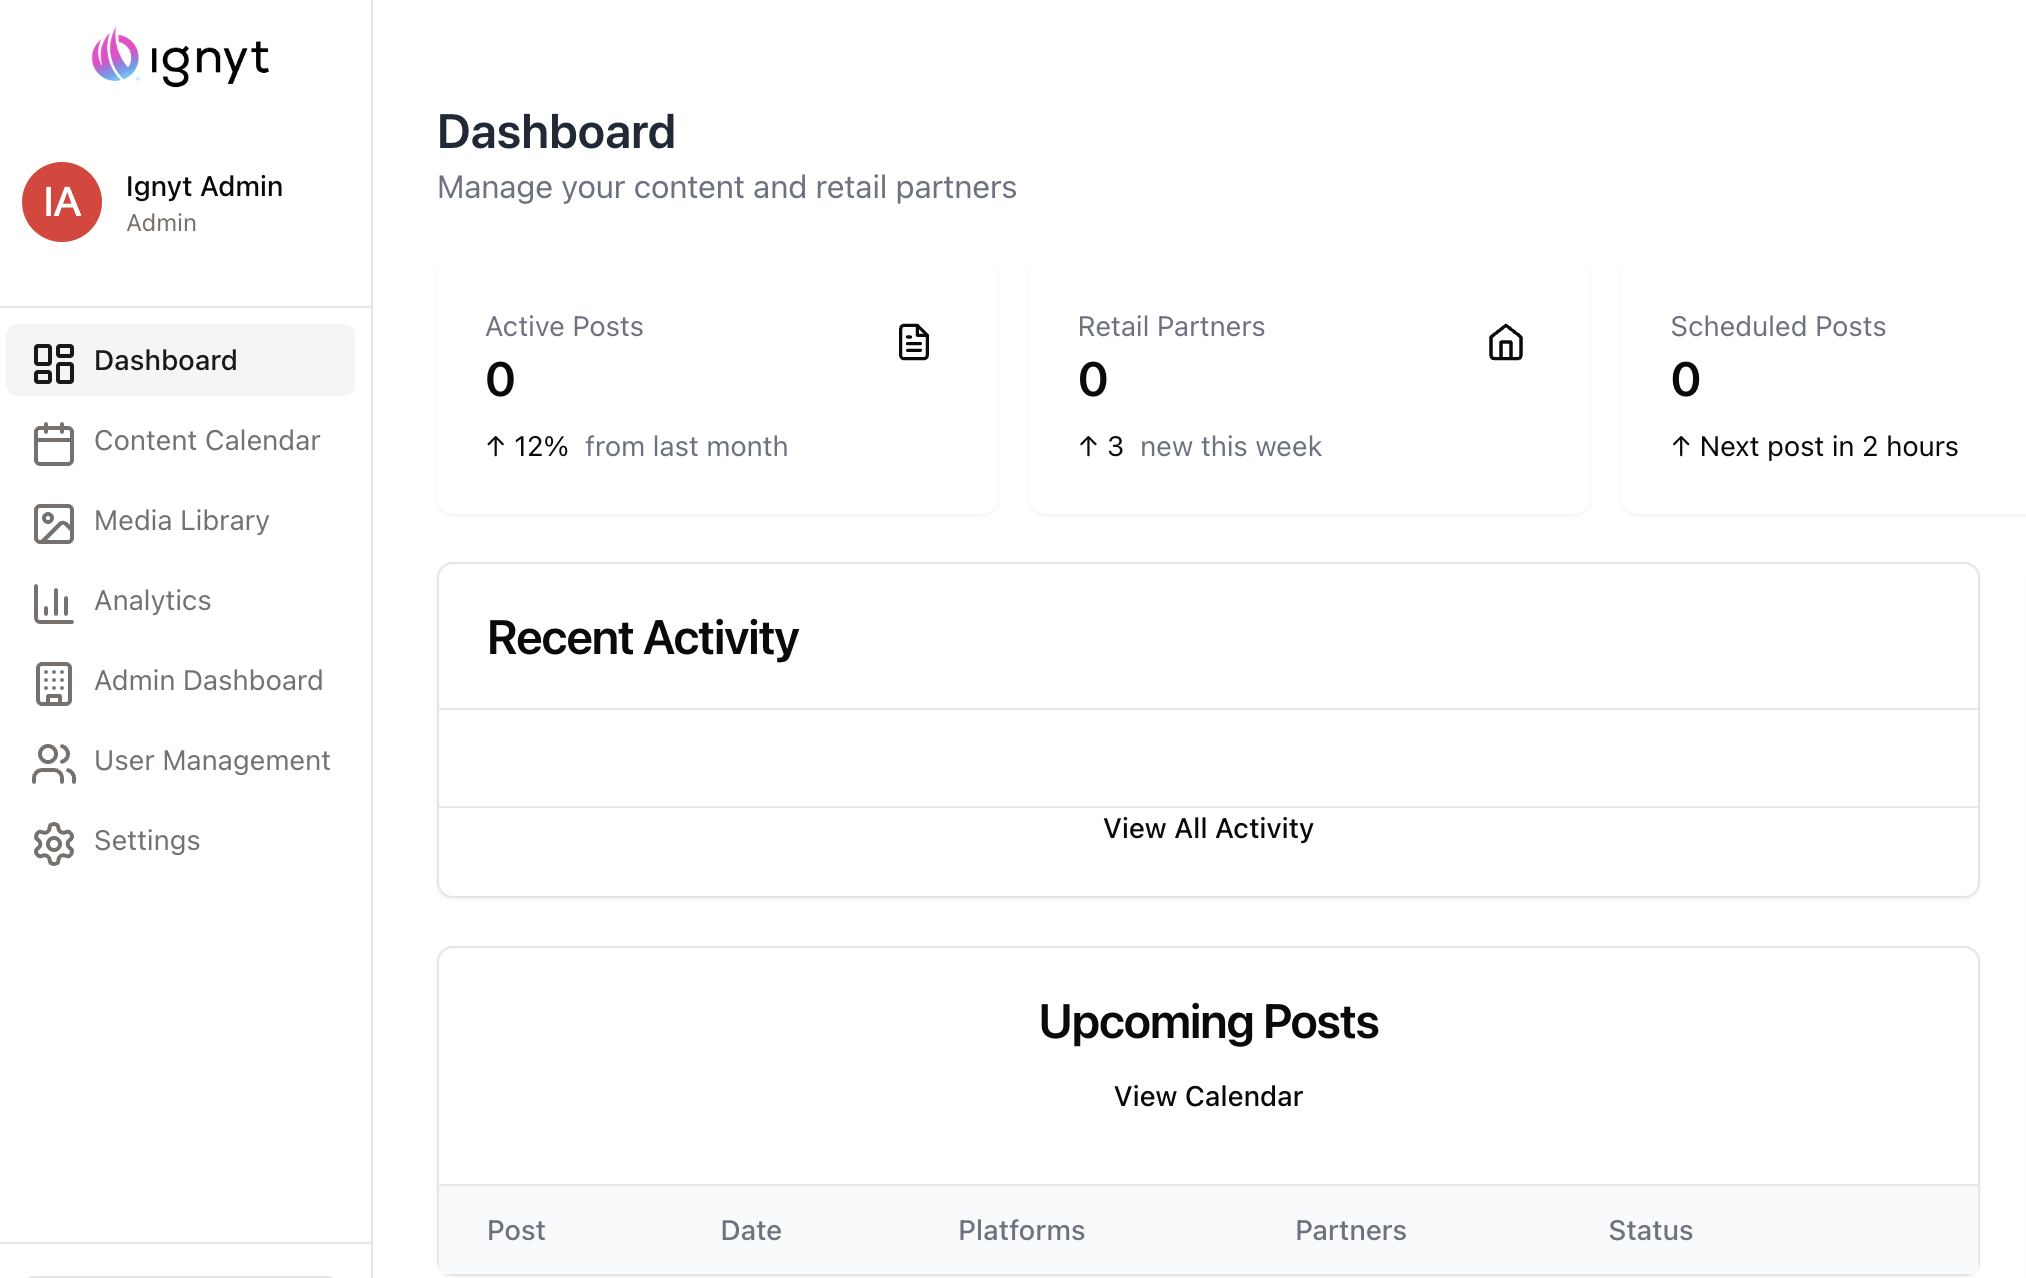 ignyt
IA
Ignyt Admin
Admin
Dashboard
Content Calendar
Media Library
Analytics
Admin Dashboard
User Management
Settings
Dashboard
Manage your content and retail partners
Active Posts
0
↑ 12% from last month
Retail Partners
0
↑ 3 new this week
Scheduled Posts
0
↑ Next post in 2 hours
Recent Activity
View All Activity
Upcoming Posts
View Calendar
Post Date Platforms Partners Status